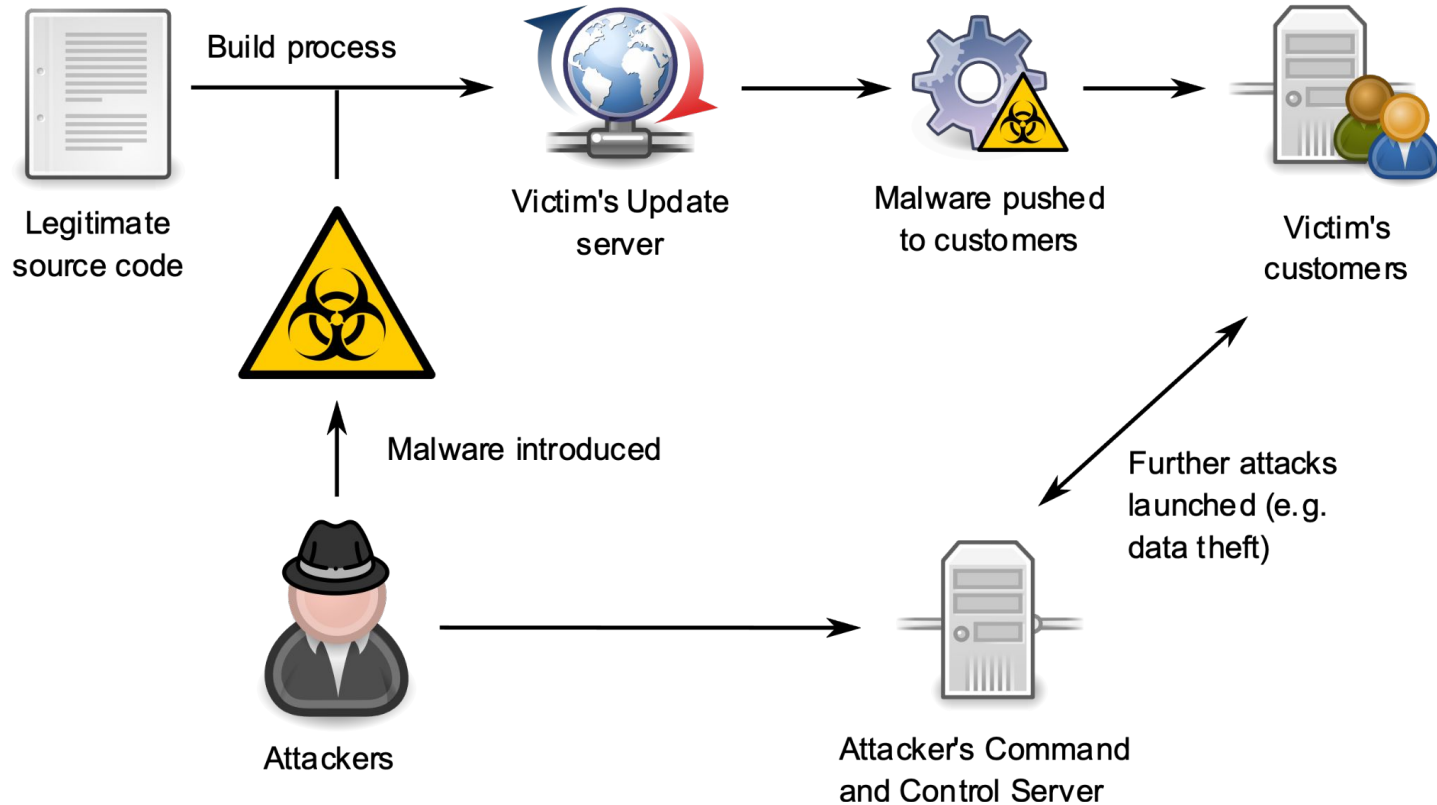 Build process
Legitimate
source code
Victim's Update
server
Malware pushed
to customers
Victim's
customers
Malware introduced
Further attacks
launched (e.g.
data theft)
Attackers
Attacker's Command
and Control Server